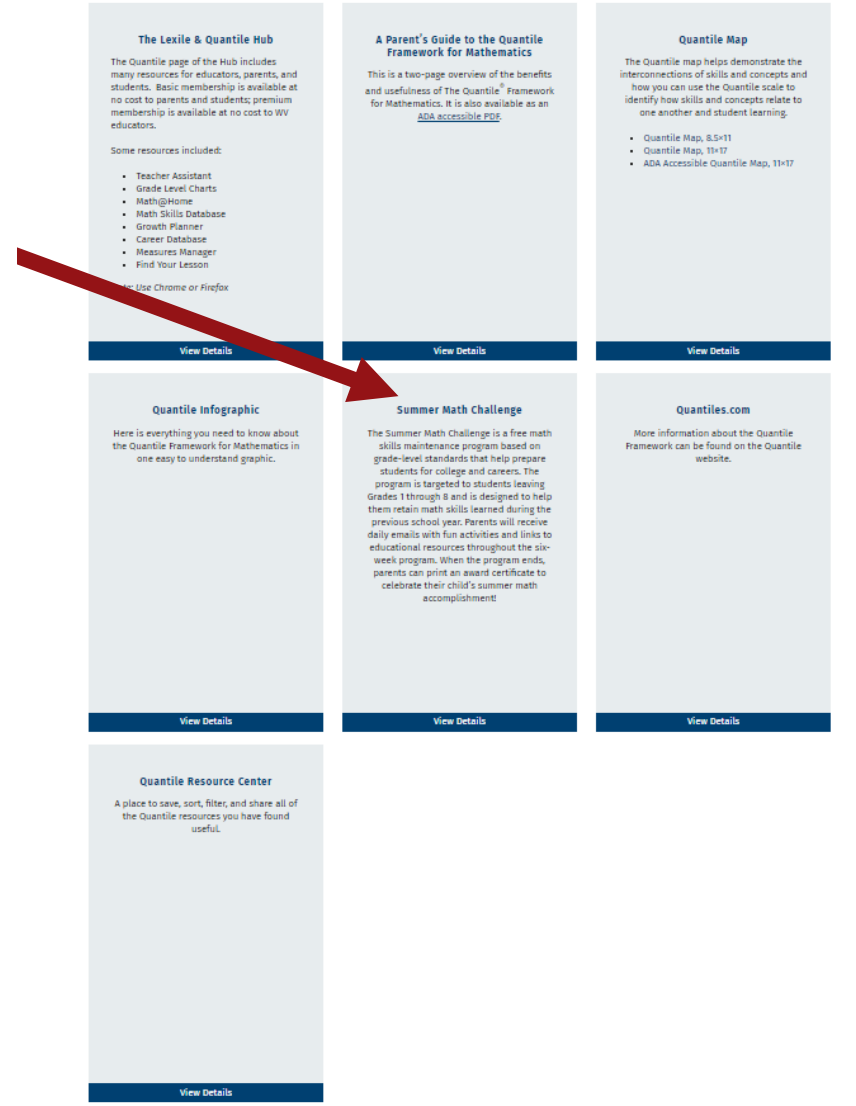 The Lexile & Quantile Hub
The Quantile page of the Hub includes
many resources for educators, parents, and
students. Basic membership is available at
no cost to parents and students; premium
membership is available at no cost to WV
educators.
Some resources included:
• Teacher Assistant
• Grade Level Charts
• Math@Home
• Math Skills Database
• Growth Planner
• Career Database
• Measures Manager
• Find Your Lesson
Use Chrome or Firefox
View Details
A Parent's Guide to the Quantile
Framework for Mathematics
This is a two-page overview of the benefits
and usefulness of The Quantile® Framework
for Mathematics. It is also available as an
ADA accessible PDF.
View Details
Quantile Map
The Quantile map helps demonstrate the
interconnections of skills and concepts and
how you can use the Quantile scale to
identify how skills and concepts relate to
one another and student learning.
• Quantile Map, 8.5×11
• Quantile Map, 11×17
• ADA Accessible Quantile Map, 11×17
View Details
Quantile Infographic
Here is everything you need to know about
the Quantile Framework for Mathematics in
one easy to understand graphic.
View Details
Summer Math Challenge
The Summer Math Challenge is a free math
skills maintenance program based on
grade-level standards that help prepare
students for college and careers. The
program is targeted to students leaving
Grades 1 through 8 and is designed to help
them retain math skills learned during the
previous school year. Parents will receive
daily emails with fun activities and links to
educational resources throughout the six-
week program. When the program ends,
parents can print an award certificate to
celebrate their child's summer math
accomplishment!
View Details
Quantiles.com
More information about the Quantile
Framework can be found on the Quantile
website.
View Details
Quantile Resource Center
A place to save, sort, filter, and share all of
the Quantile resources you have found
useful.
View Details